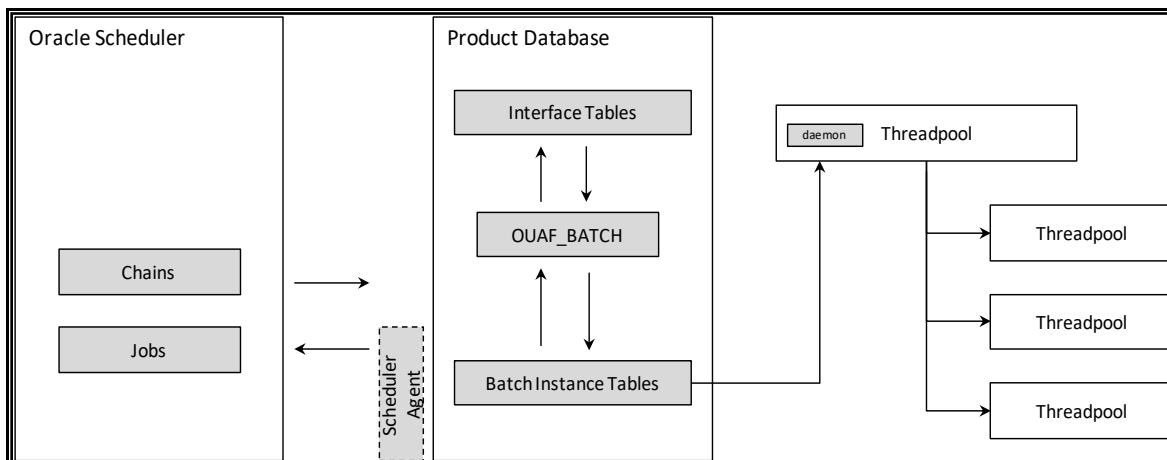 Oracle Scheduler
Chains
Jobs
Scheduler
Agent
Product Database
Interface Tables
OUAF_BATCH
Batch Instance Tables
daemon
Threadpool
Threadpool
Threadpool
Threadpool